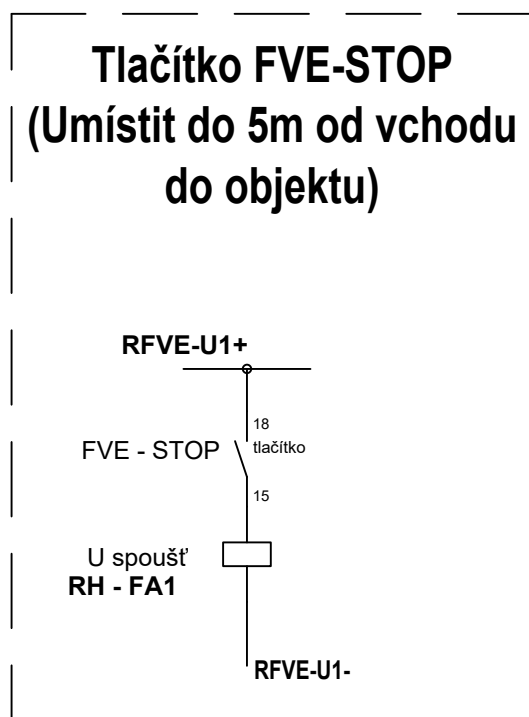 Tlačítko FVE-STOP
(Umístit do 5m od vchodu
do objektu)
RFVE-U1+
18
FVE - STOP tlačítko
15
U spoušť
RH - FA1
RFVE-U1-